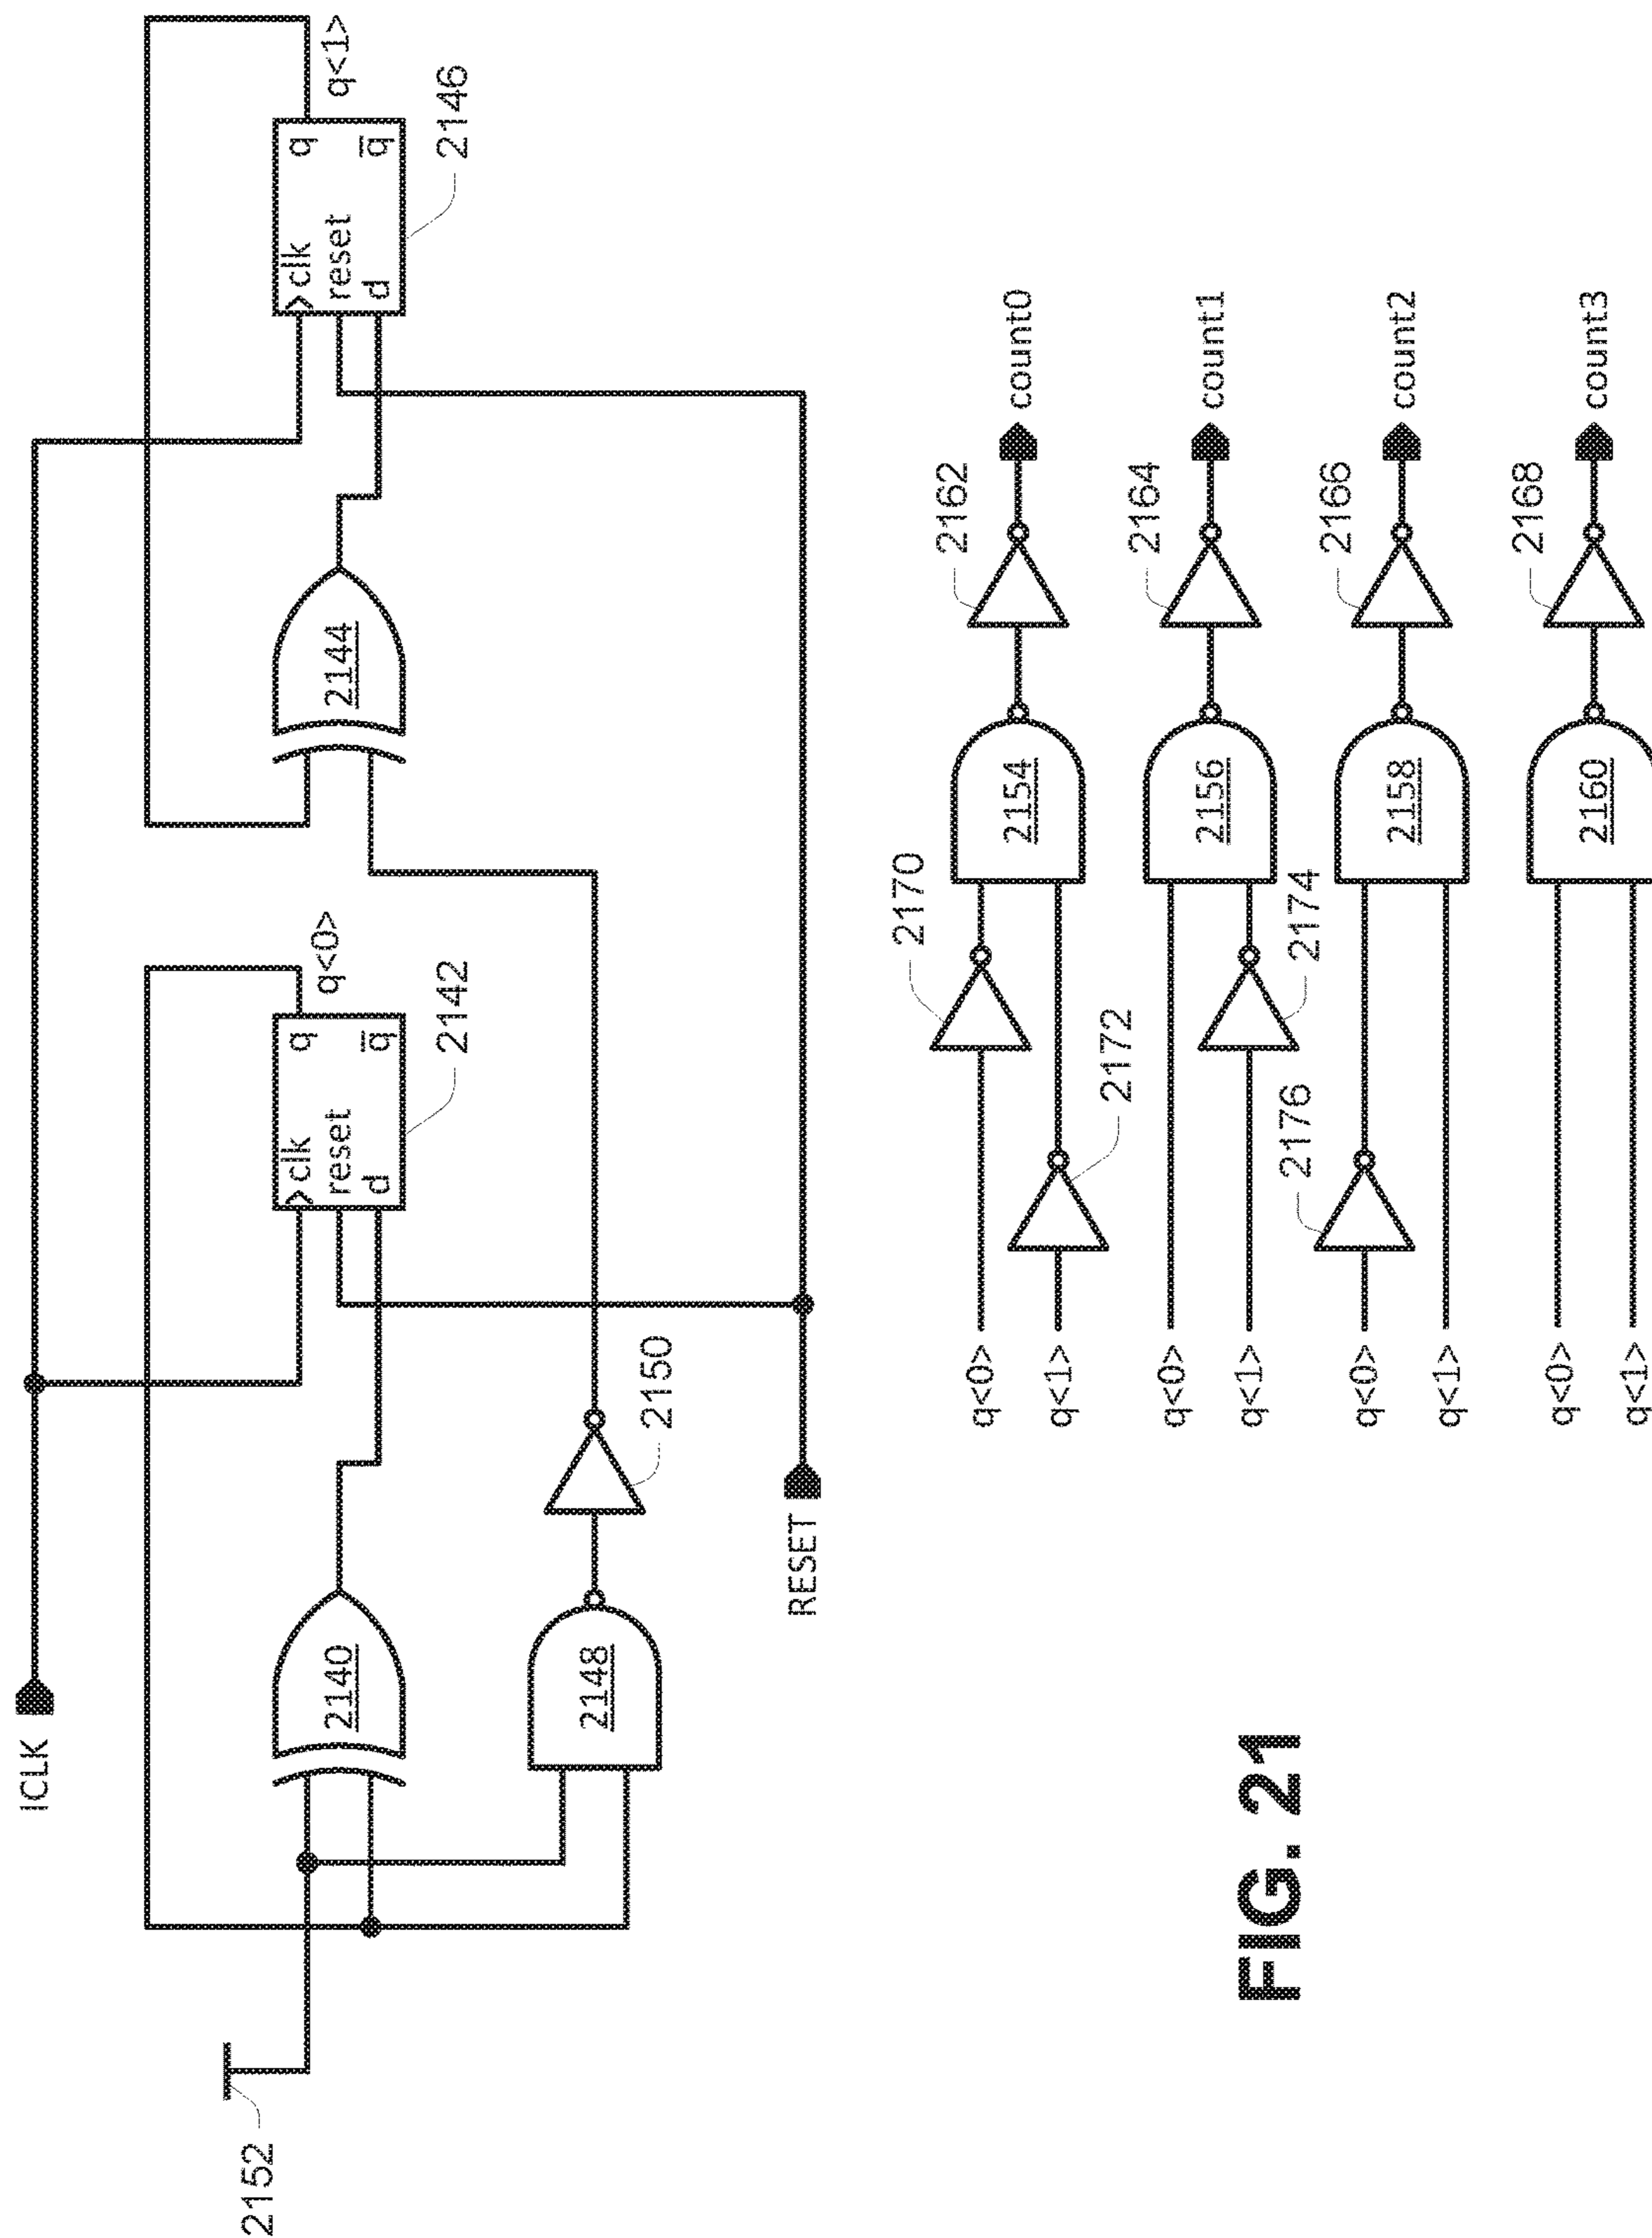 ICLK
q<0>
q<1>
2140
clk
reset
d
q
q
2142
2144
clk
reset
d
q
q
2146
2152
2148
2150
RESET
2170
2162
q<0>
q<1>
2154
count0
2172
2164
q<0>
q<1>
2156
count1
2174
2176
2166
q<0>
q<1>
2158
count2
2168
q<0>
q<1>
2160
count3
FIG. 21